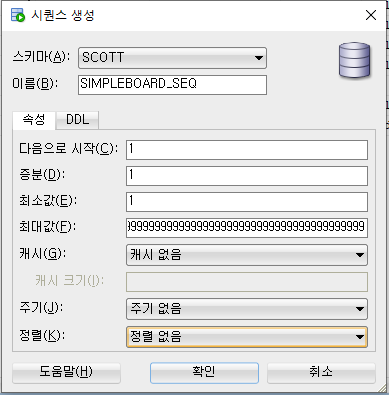 시퀀스 생성
스키마(A): SCOTT
이름(B): SIMPLEBOARD_SEQ
속성 DDL
다음으로 시작(C): 1
증분(D): 1
최소값(E): 1
최대값(F):
캐시(G): 캐시 없음
캐시 크기(I):
주기(J): 주기 없음
정렬(K): 정렬 없음
도움말(H) 확인 취소